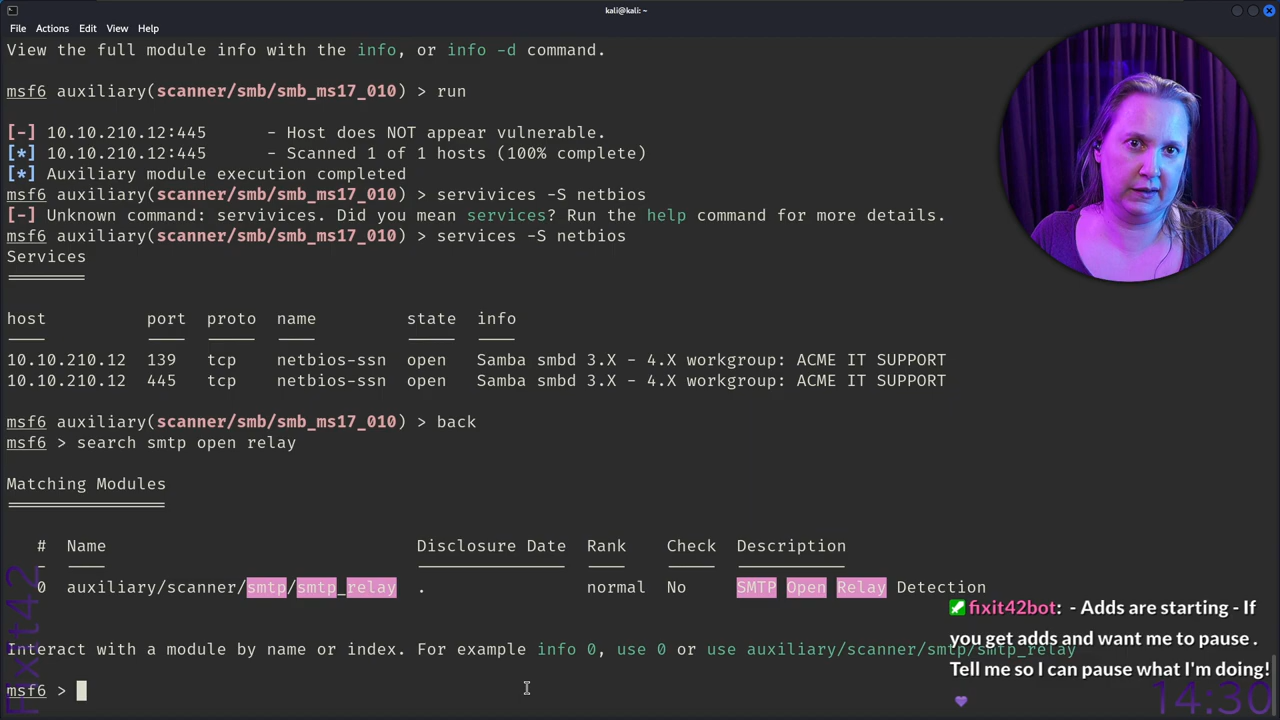 kali@kali: ~
File Actions Edit View Help
View the full module info with the info, or info -d command.
msf6 auxiliary(scanner/smb/smb_ms17_010) > run
[-] 10.10.210.12:445 - Host does NOT appear vulnerable.
[*] 10.10.210.12:445 - Scanned 1 of 1 hosts (100% complete)
[*] Auxiliary module execution completed
msf6 auxiliary(scanner/smb/smb_ms17_010) > servivices -S netbios
[-] Unknown command: servivices. Did you mean services? Run the help command for more details.
msf6 auxiliary(scanner/smb/smb_ms17_010) > services -S netbios
Services
host port proto name state info
10.10.210.12 139 tcp netbios-ssn open Samba smbd 3.X - 4.X workgroup: ACME IT SUPPORT
10.10.210.12 445 tcp netbios-ssn open Samba smbd 3.X - 4.X workgroup: ACME IT SUPPORT
msf6 auxiliary(scanner/smb/smb_ms17_010) > back
msf6 > search smtp open relay
Matching Modules
# Name Disclosure Date Rank Check Description
0 auxiliary/scanner/smtp/smtp_relay . normal No SMTP Open Relay Detection
Interact with a module by name or index. For example info 0, use 0 or use auxiliary/scanner/smtp/smtp_relay
msf6 >
fixit42bot: - Adds are starting - If
you get adds and want me to pause .
Tell me so I can pause what I'm doing!
Fixit42
14:30